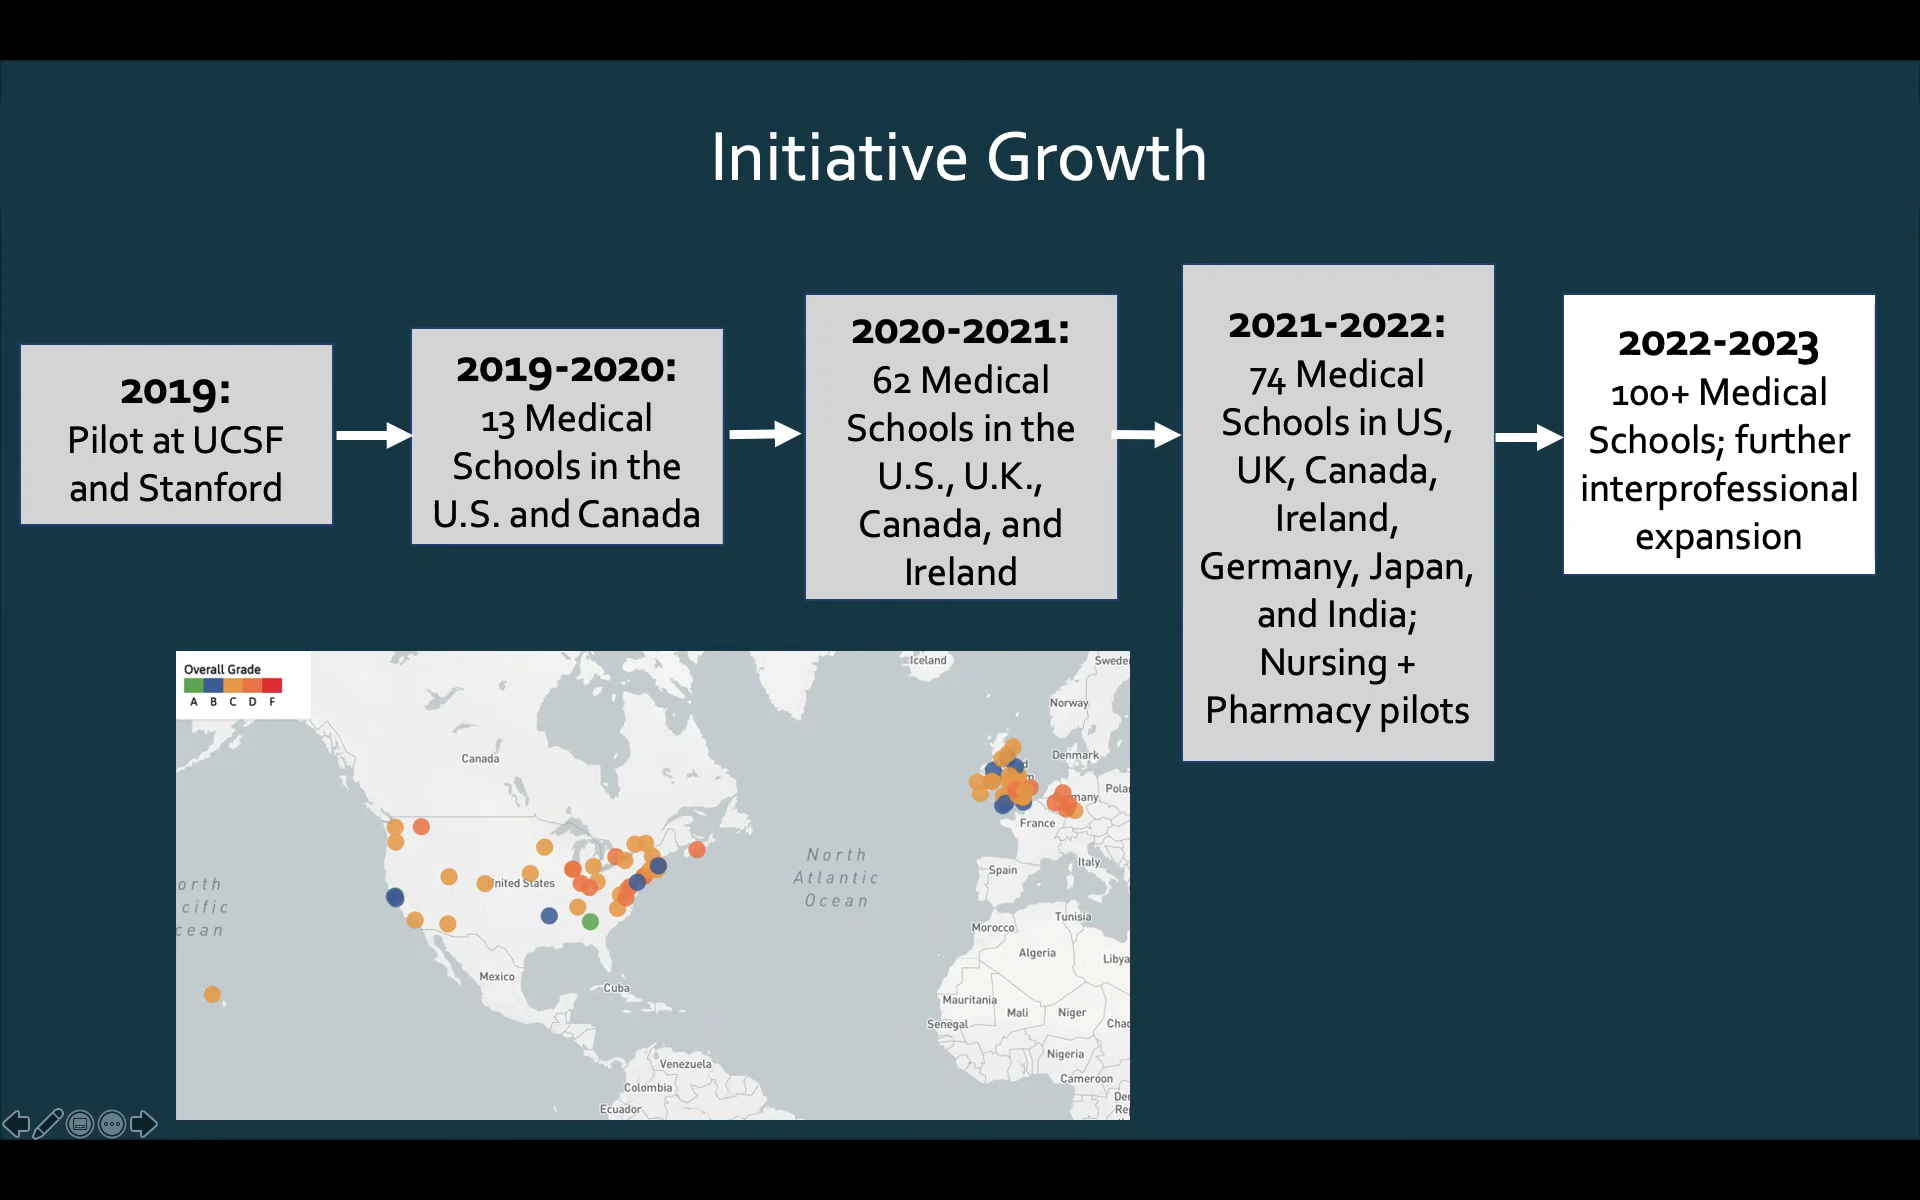 Initiative Growth
2019:
Pilot at UCSF
and Stanford
2019-2020:
13 Medical
Schools in the
U.S. and Canada
2020-2021:
62 Medical
Schools in the
U.S., U.K.,
Canada, and
Ireland
2021-2022:
74 Medical
Schools in US,
UK, Canada,
Ireland,
Germany, Japan,
and India;
Nursing +
Pharmacy pilots
2022-2023
100+ Medical
Schools; further
interprofessional
expansion
Overall Grade
A B C D F
Iceland
Swede
Norway
Canada
Denmark
Pola
many
France
North
Atlantic
Ocean
Italy
Spain
United States
orth
cific
cean
Tunisia
Morocco
Algeria
Libya
Mexico
Cuba
Mauritania
Mali
Niger
Senegal
Chad
Nigeria
Venezuela
Cameron
Colombia
De
Re
Ecuador